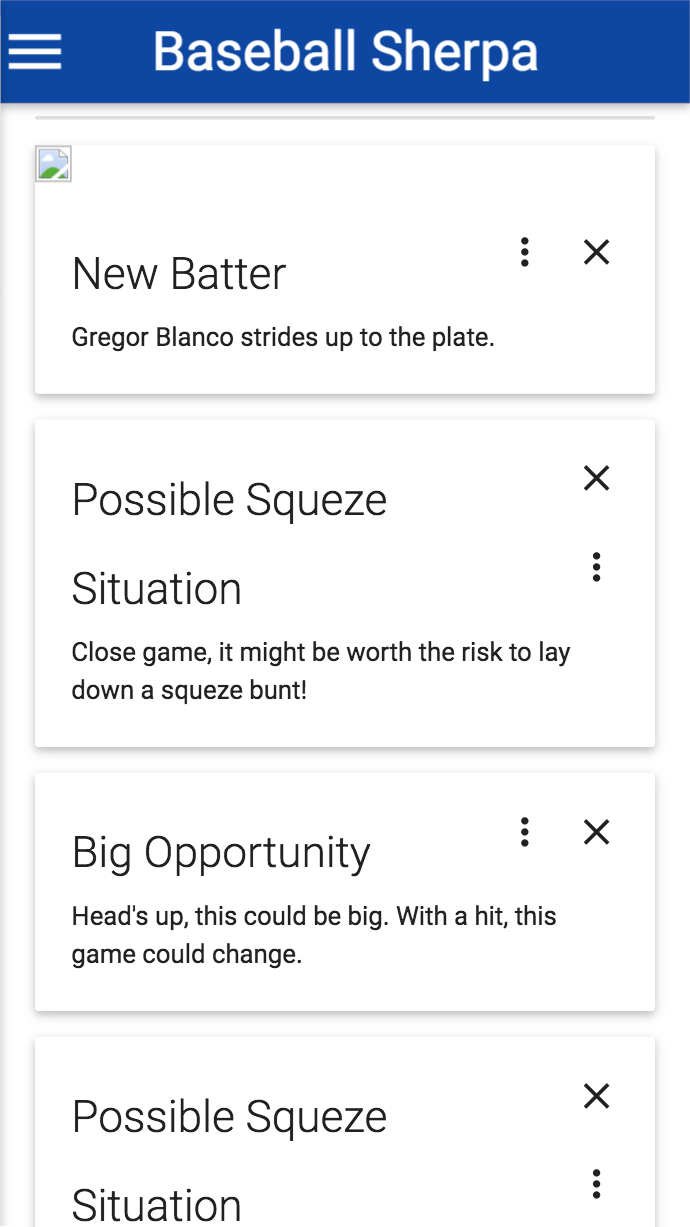 Baseball Sherpa
New Batter
Gregor Blanco strides up to the plate.
Possible Squeze
Situation
Close game, it might be worth the risk to lay
down a squeze bunt!
Big Opportunity
Head's up, this could be big. With a hit, this
game could change.
Possible Squeze
Situation